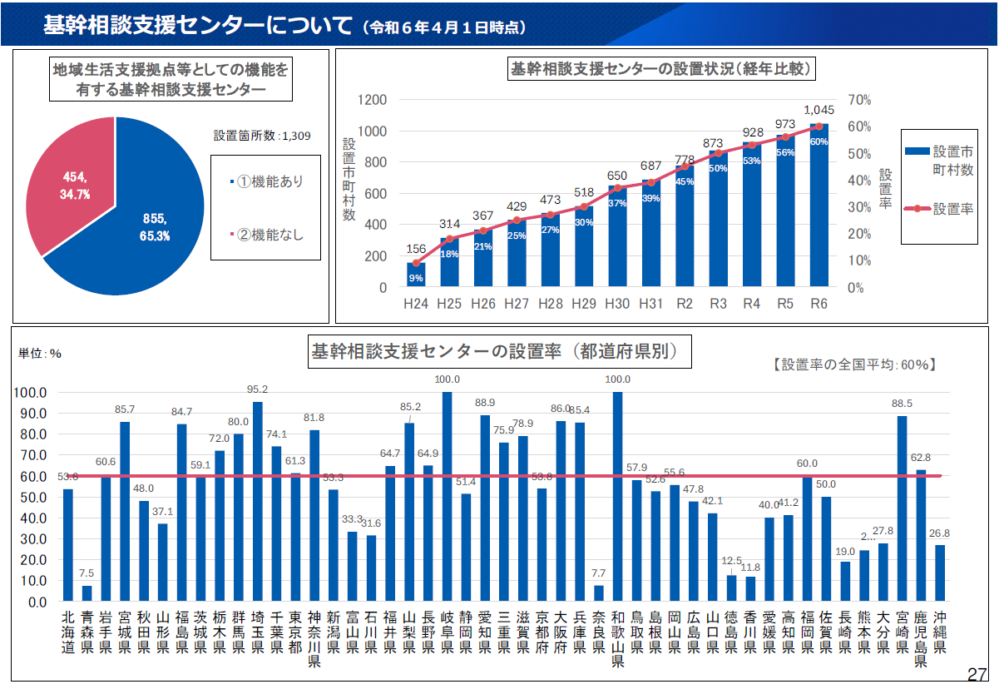 基幹相談支援センターについて（令和６年４月１日時点）
地域生活支援拠点等としての機能を
有する基幹相談支援センター
設置箇所数：1,309
454,
34.7%
855,
65.3%
①機能あり
②機能なし
基幹相談支援センターの設置状況（経年比較）
設置市町村数
1200
1000
800
600
400
200
0
156
314
367
429
473
518
650
687
778
873
928
973
1,045
9%
18%
21%
25%
27%
30%
37%
39%
45%
50%
53%
56%
60%
H24 H25 H26 H27 H28 H29 H30 H31 R2 R3 R4 R5 R6
70%
60%
50%
40%
30%
20%
10%
0%
設置率
設置市
町村数
設置率
単位：%
基幹相談支援センターの設置率（都道府県別）
【設置率の全国平均：60%】
100.0
90.0
80.0
70.0
60.0
50.0
40.0
30.0
20.0
10.0
0.0
53.6
7.5
60.6
85.7
48.0
37.1
84.7
59.1
72.0
80.0
95.2
74.1
61.3
81.8
53.3
33.3
31.6
64.7
85.2
64.9
100.0
51.4
88.9
75.9
78.9
53.8
86.0
85.4
7.7
100.0
57.9
52.6
55.6
47.8
42.1
12.5
11.8
40.0
41.2
60.0
50.0
19.0
2...
27.8
88.5
62.8
26.8
北海道
青森県
岩手県
宮城県
秋田県
山形県
福島県
茨城県
栃木県
群馬県
埼玉県
千葉県
東京都
神奈川県
新潟県
富山県
石川県
福井県
山梨県
長野県
岐阜県
静岡県
愛知県
三重県
滋賀県
京都府
大阪府
兵庫県
奈良県
和歌山県
鳥取県
島根県
岡山県
広島県
山口県
徳島県
香川県
愛媛県
高知県
福岡県
佐賀県
長崎県
熊本県
大分県
宮崎県
鹿児島県
沖縄県
27